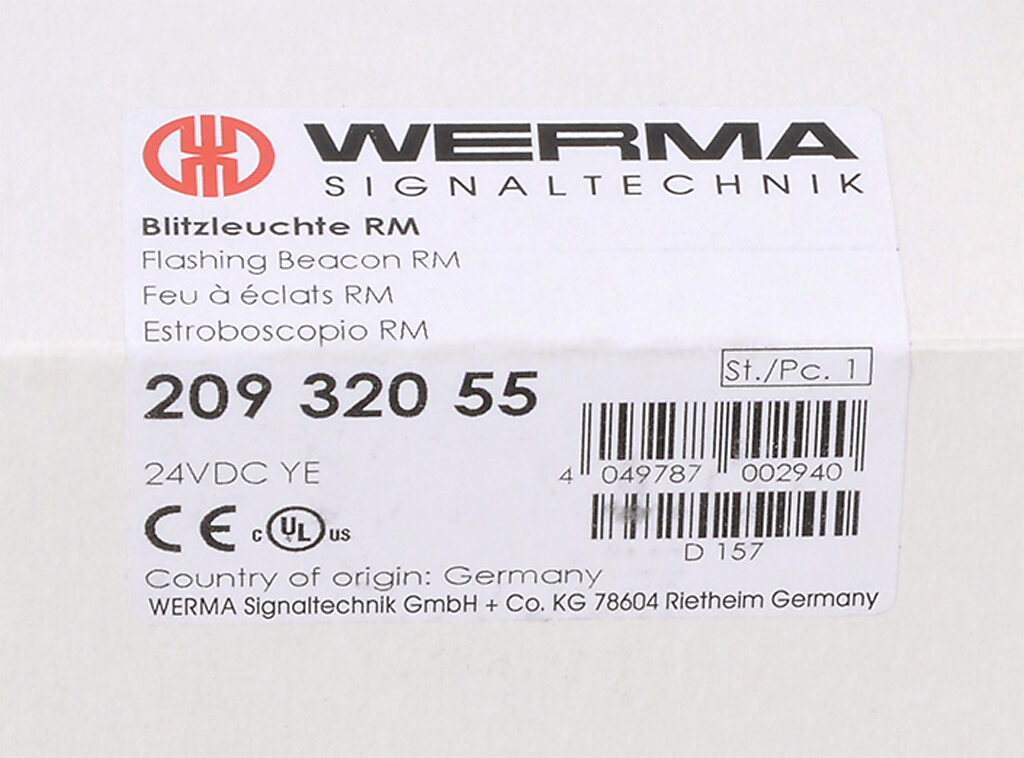 WERMA
SIGNALTECHNIK
Blitzleuchte RM
Flashing Beacon RM
Feu à éclats RM
Estroboscopio RM
209 320 55
St./Pc. 1
24VDC YE
4 049787 002940
CE c UL us
D 157
Country of origin: Germany
WERMA Signaltechnik GmbH + Co. KG 78604 Rietheim Germany